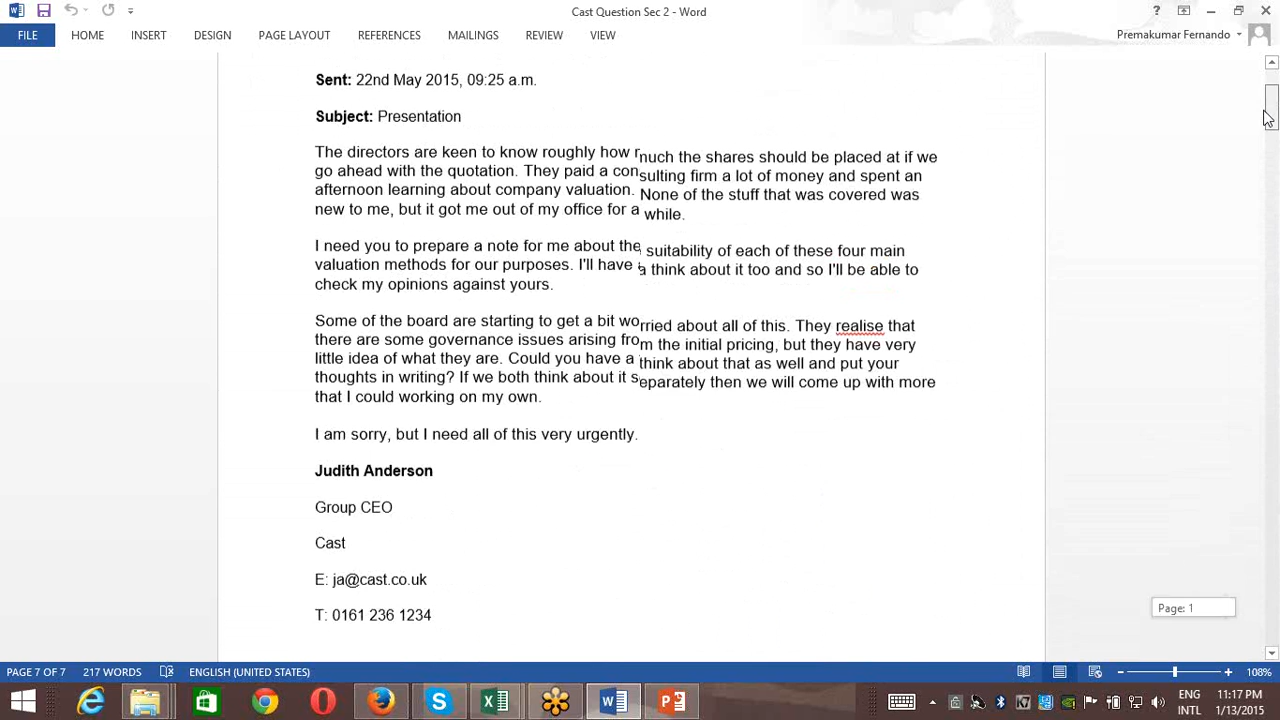 Cast Question Sec 2 - Word
FILE HOME INSERT DESIGN PAGE LAYOUT REFERENCES MAILINGS REVIEW VIEW Premakumar Fernando
Sent: 22nd May 2015, 09:25 a.m.
Subject: Presentation
The directors are keen to know roughly how much the shares should be placed at if we
go ahead with the quotation. They paid a consulting firm a lot of money and spent an
afternoon learning about company valuation. None of the stuff that was covered was
new to me, but it got me out of my office for a while.
I need you to prepare a note for me about the suitability of each of these four main
valuation methods for our purposes. I'll have a think about it too and so I'll be able to
check my opinions against yours.
Some of the board are starting to get a bit worried about all of this. They realise that
there are some governance issues arising from the initial pricing, but they have very
little idea of what they are. Could you have a think about that as well and put your
thoughts in writing? If we both think about it separately then we will come up with more
that I could working on my own.
I am sorry, but I need all of this very urgently.
Judith Anderson
Group CEO
Cast
E: ja@cast.co.uk
T: 0161 236 1234
Page: 1
PAGE 7 OF 7 217 WORDS ENGLISH (UNITED STATES) 108%
ENG 11:17 PM
INTL 1/13/2015